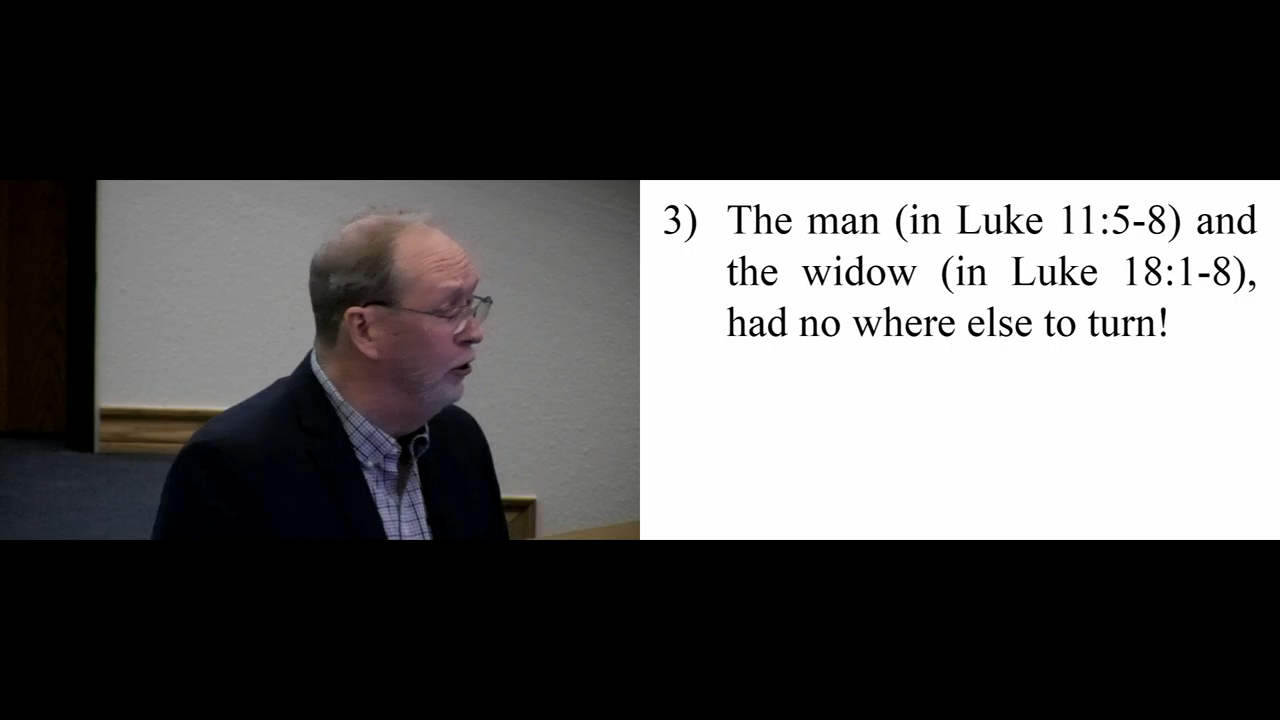 3) The man (in Luke 11:5-8) and
the widow (in Luke 18:1-8),
had no where else to turn!